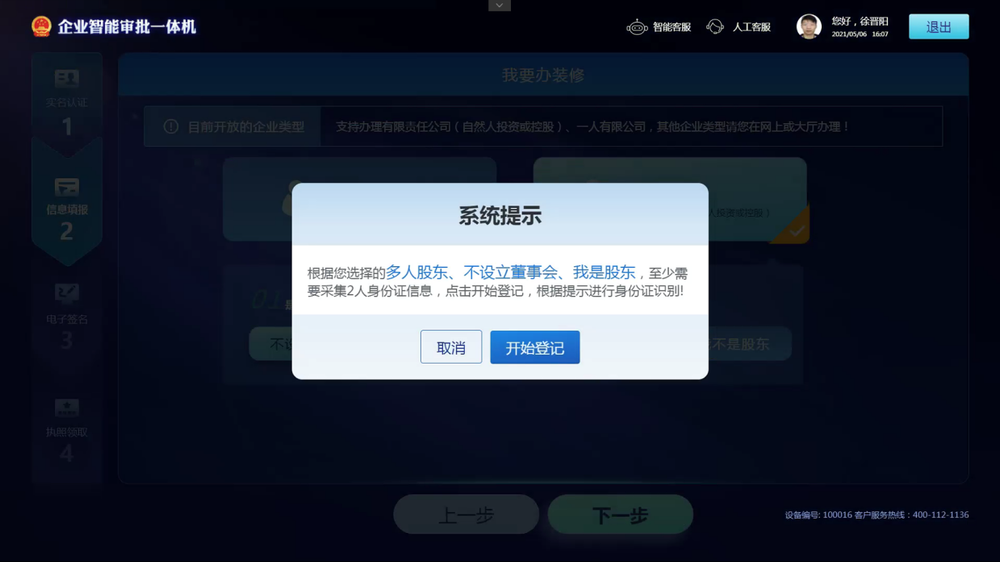 企业智能审批一体机
智能客服
人工客服
您好，徐晋阳
2021/05/06 16:07
退出
实名认证
1
信息填报
2
电子签名
3
执照领取
4
我要办装修
目前开放的企业类型
支持办理有限责任公司（自然人投资或控股）、一人有限公司，其他企业类型请您在网上或大厅办理！
人投资或控股）
系统提示
根据您选择的多人股东、不设立董事会、我是股东，至少需
要采集2人身份证信息，点击开始登记，根据提示进行身份证识别!
取消
开始登记
01
不设
不是股东
上一步
下一步
设备编号: 100016 客户服务热线：400-112-1136